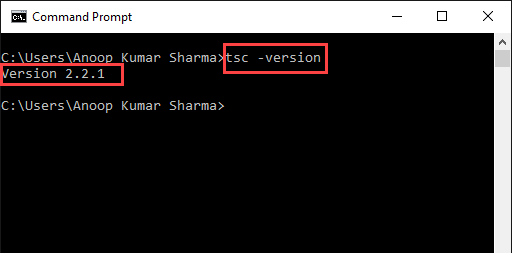 Command Prompt
C:\Users\Anoop Kumar Sharma>tsc -version
Version 2.2.1
C:\Users\Anoop Kumar Sharma>